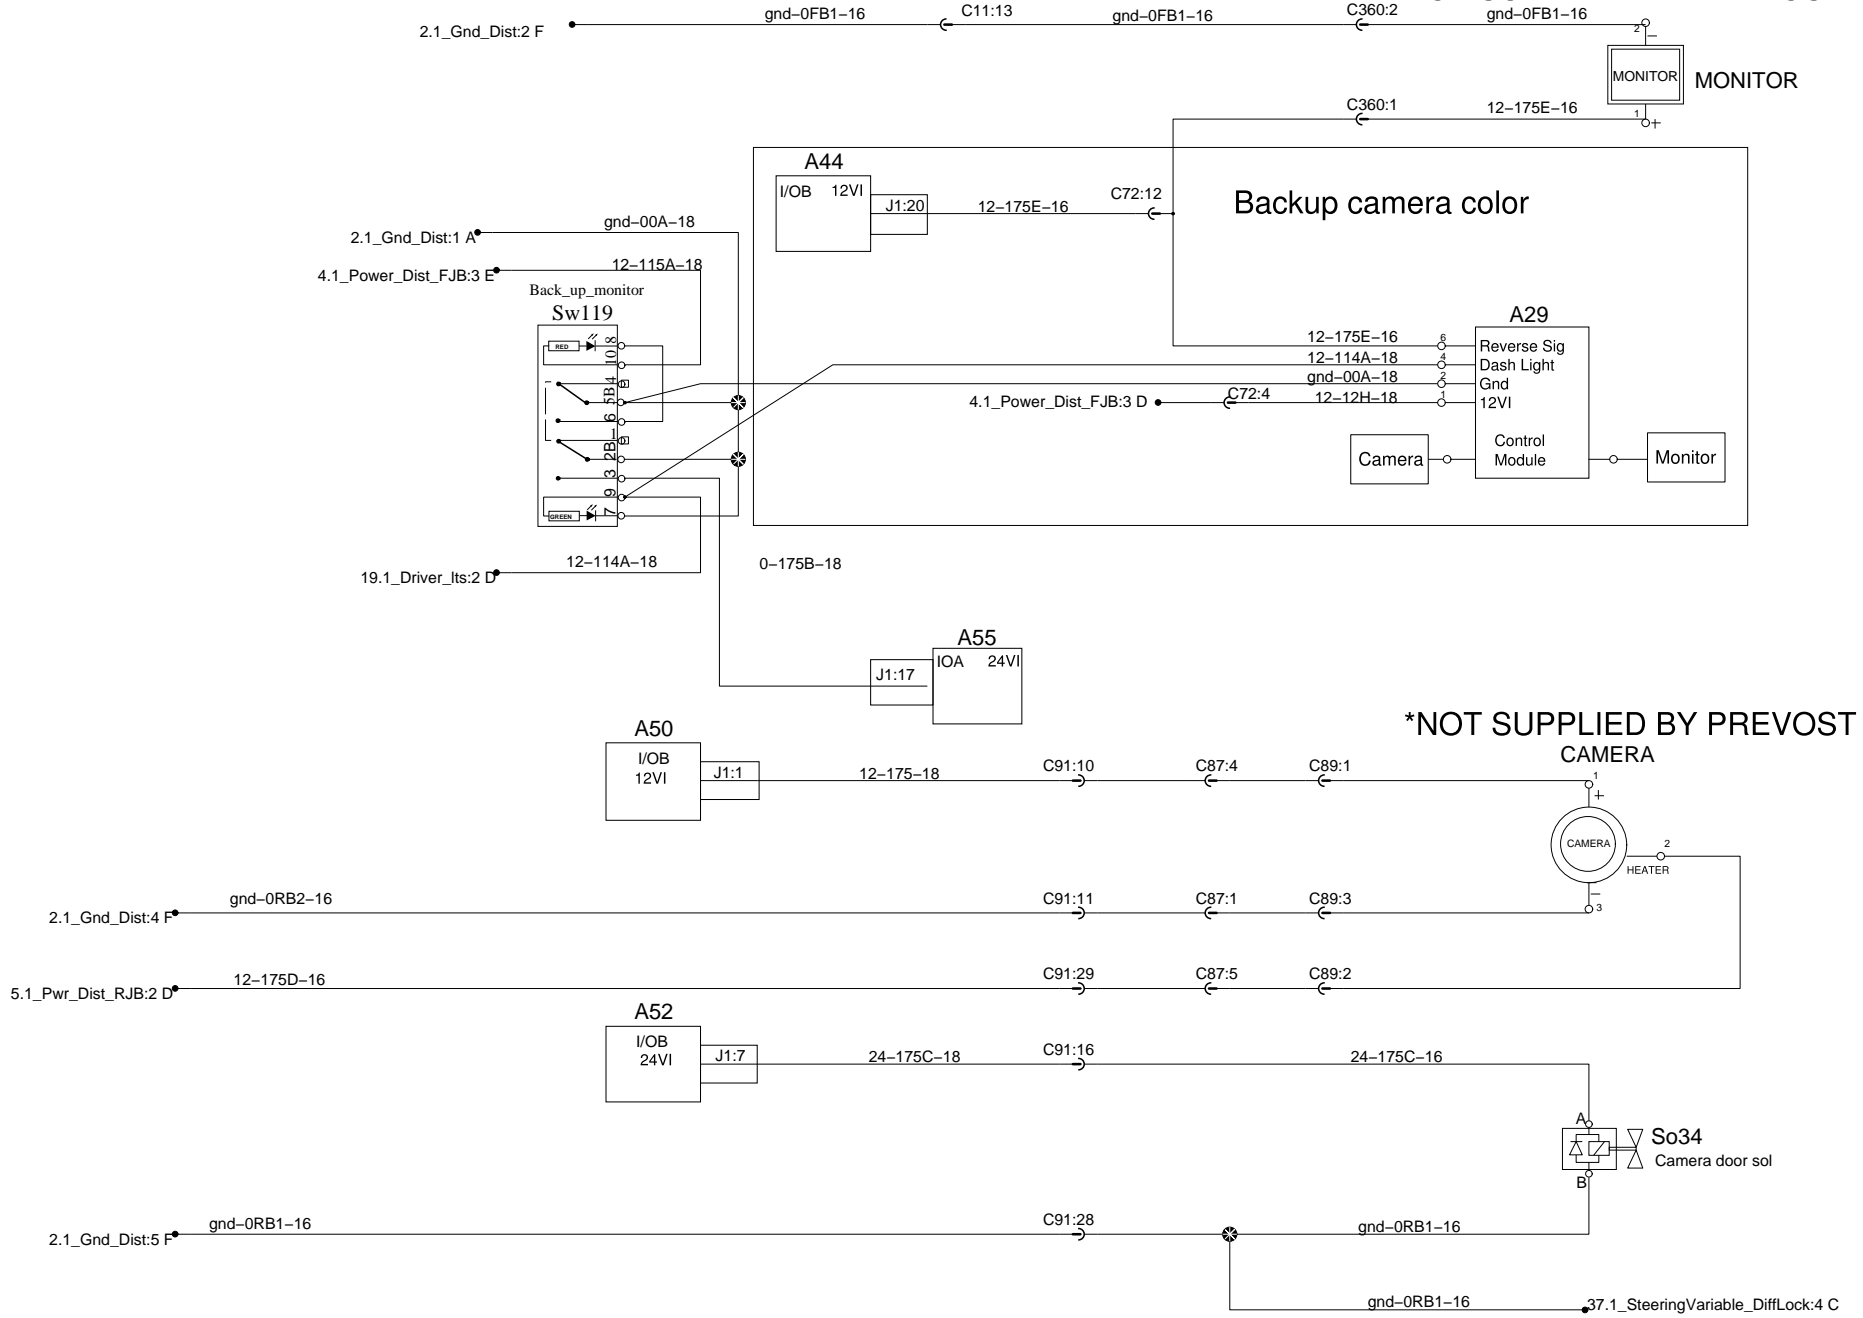 gnd-0FB1-16
C11:13
gnd-0FB1-16
C360:2
gnd-0FB1-16
2.1_Gnd_Dist:2 F
2
−
MONITOR
MONITOR
C360:1
12-175E-16
1
+
A44
I/OB 12VI
J1:20
12-175E-16
C72:12
Backup camera color
gnd-00A-18
2.1_Gnd_Dist:1 A
12-115A-18
4.1_Power_Dist_FJB:3 E
Back_up_monitor
Sw119
RED
8
10
4
5B
6
1
2B
3
9
7
GREEN
A29
12-175E-16
6
Reverse Sig
12-114A-18
4
Dash Light
gnd-00A-18
2
Gnd
4.1_Power_Dist_FJB:3 D
C72:4
12-12H-18
1
12VI
Control
Module
Camera
Monitor
12-114A-18
0-175B-18
19.1_Driver_lts:2 D
A55
IOA 24VI
J1:17
*NOT SUPPLIED BY PREVOST
CAMERA
A50
I/OB
12VI
J1:1
12-175-18
C91:10
C87:4
C89:1
1
+
CAMERA
2
HEATER
−
3
gnd-0RB2-16
C91:11
C87:1
C89:3
2.1_Gnd_Dist:4 F
12-175D-16
C91:29
C87:5
C89:2
5.1_Pwr_Dist_RJB:2 D
A52
I/OB
24VI
J1:7
24-175C-18
C91:16
24-175C-16
A
So34
Camera door sol
B
gnd-0RB1-16
C91:28
gnd-0RB1-16
2.1_Gnd_Dist:5 F
gnd-0RB1-16
37.1_SteeringVariable_DiffLock:4 C